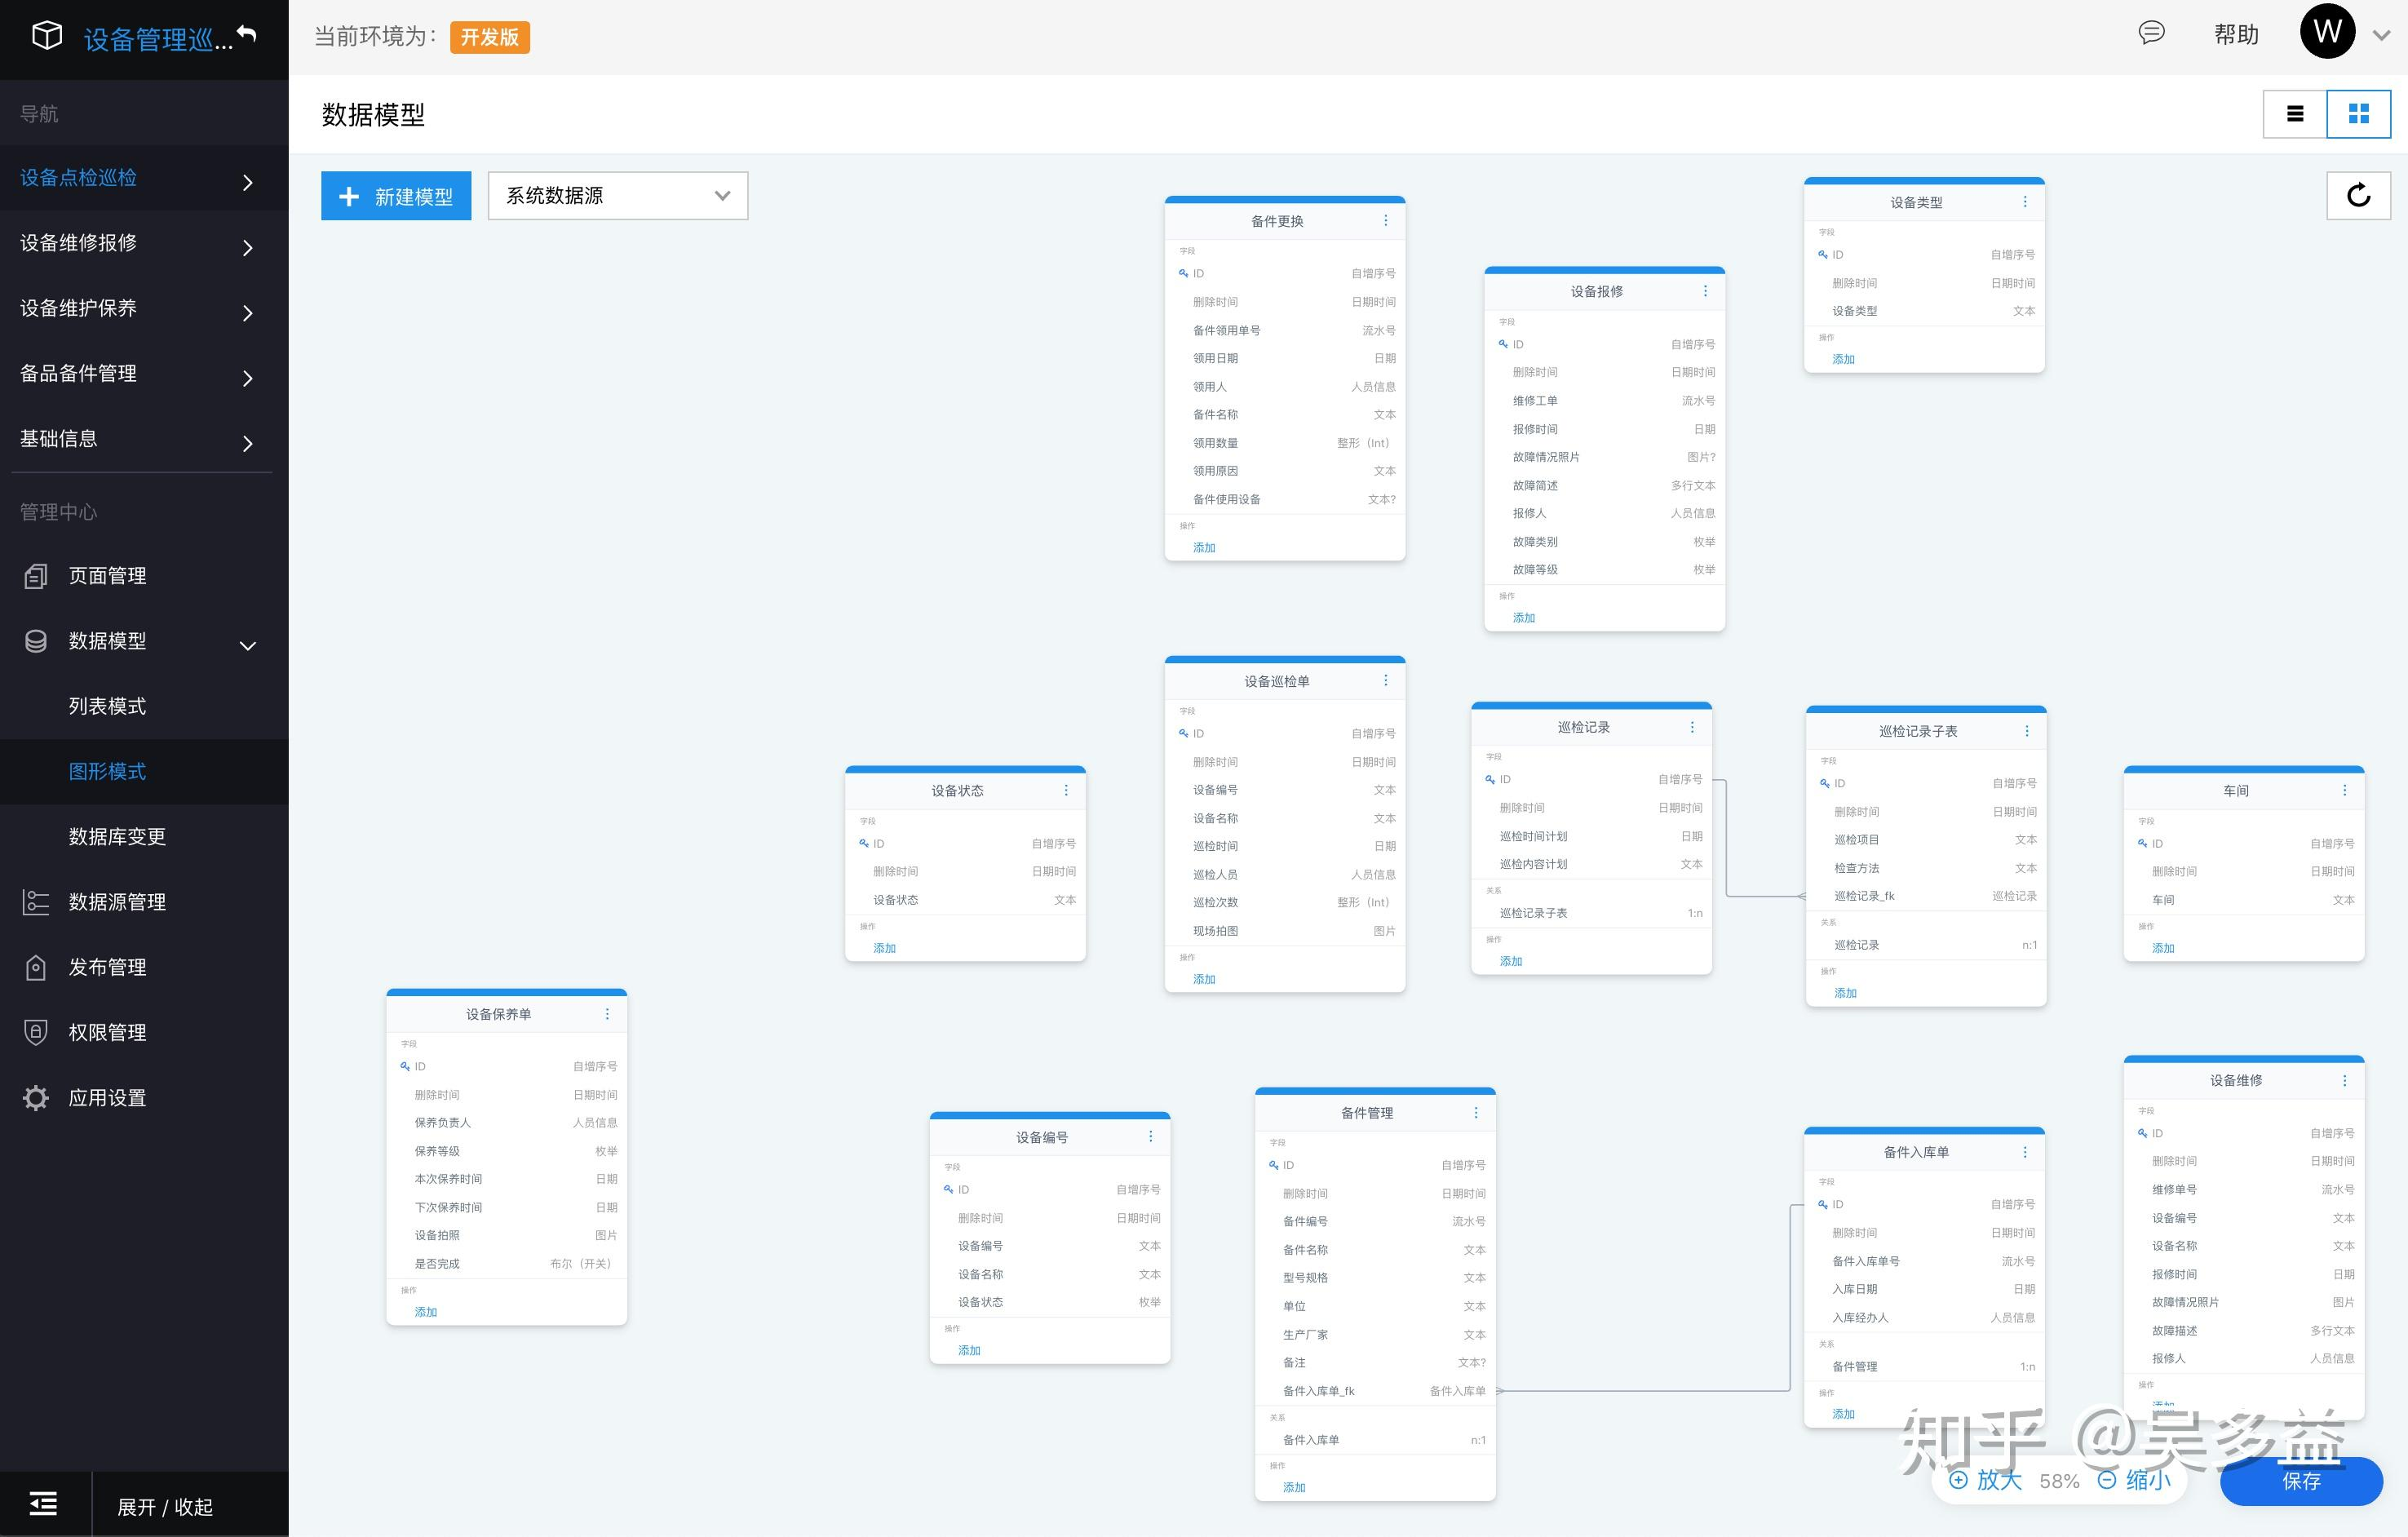 设备管理巡...
当前环境为：
开发版
帮助
W
导航
设备点检巡检
设备维修报修
设备维护保养
备品备件管理
基础信息
管理中心
页面管理
数据模型
列表模式
图形模式
数据库变更
数据源管理
发布管理
权限管理
应用设置
展开 / 收起
数据模型
新建模型
系统数据源
备件更换
字段
ID 自增序号
删除时间 日期时间
备件领用单号 流水号
领用日期 日期
领用人 人员信息
备件名称 文本
领用数量 整形（Int）
领用原因 文本
备件使用设备 文本?
操作
添加
设备报修
字段
ID 自增序号
删除时间 日期时间
维修工单 流水号
报修时间 日期
故障情况照片 图片?
故障简述 多行文本
报修人 人员信息
故障类别 枚举
故障等级 枚举
操作
添加
设备类型
字段
ID 自增序号
删除时间 日期时间
设备类型 文本
操作
添加
设备状态
字段
ID 自增序号
删除时间 日期时间
设备状态 文本
操作
添加
设备巡检单
字段
ID 自增序号
删除时间 日期时间
设备编号 文本
设备名称 文本
巡检时间 日期
巡检人员 人员信息
巡检次数 整形（Int）
现场拍图 图片
操作
添加
巡检记录
字段
ID 自增序号
删除时间 日期时间
巡检时间计划 日期
巡检内容计划 文本
关系
巡检记录子表 1:n
操作
添加
巡检记录子表
字段
ID 自增序号
删除时间 日期时间
巡检项目 文本
检查方法 文本
巡检记录_fk 巡检记录
关系
巡检记录 n:1
操作
添加
车间
字段
ID 自增序号
删除时间 日期时间
车间 文本
操作
添加
设备保养单
字段
ID 自增序号
删除时间 日期时间
保养负责人 人员信息
保养等级 枚举
本次保养时间 日期
下次保养时间 日期
设备拍照 图片
是否完成 布尔（开关）
操作
添加
设备编号
字段
ID 自增序号
删除时间 日期时间
设备编号 文本
设备名称 文本
设备状态 枚举
操作
添加
备件管理
字段
ID 自增序号
删除时间 日期时间
备件编号 流水号
备件名称 文本
型号规格 文本
单位 文本
生产厂家 文本
备注 文本?
备件入库单_fk 备件入库单
关系
备件入库单 n:1
操作
添加
备件入库单
字段
ID 自增序号
删除时间 日期时间
备件入库单号 流水号
入库日期 日期
入库经办人 人员信息
关系
备件管理 1:n
操作
添加
设备维修
字段
ID 自增序号
删除时间 日期时间
维修单号 流水号
设备编号 文本
设备名称 文本
报修时间 日期
故障情况照片 图片
故障描述 多行文本
报修人 人员信息
操作
添加
知乎 @吴多益
放大 58% 缩小
保存